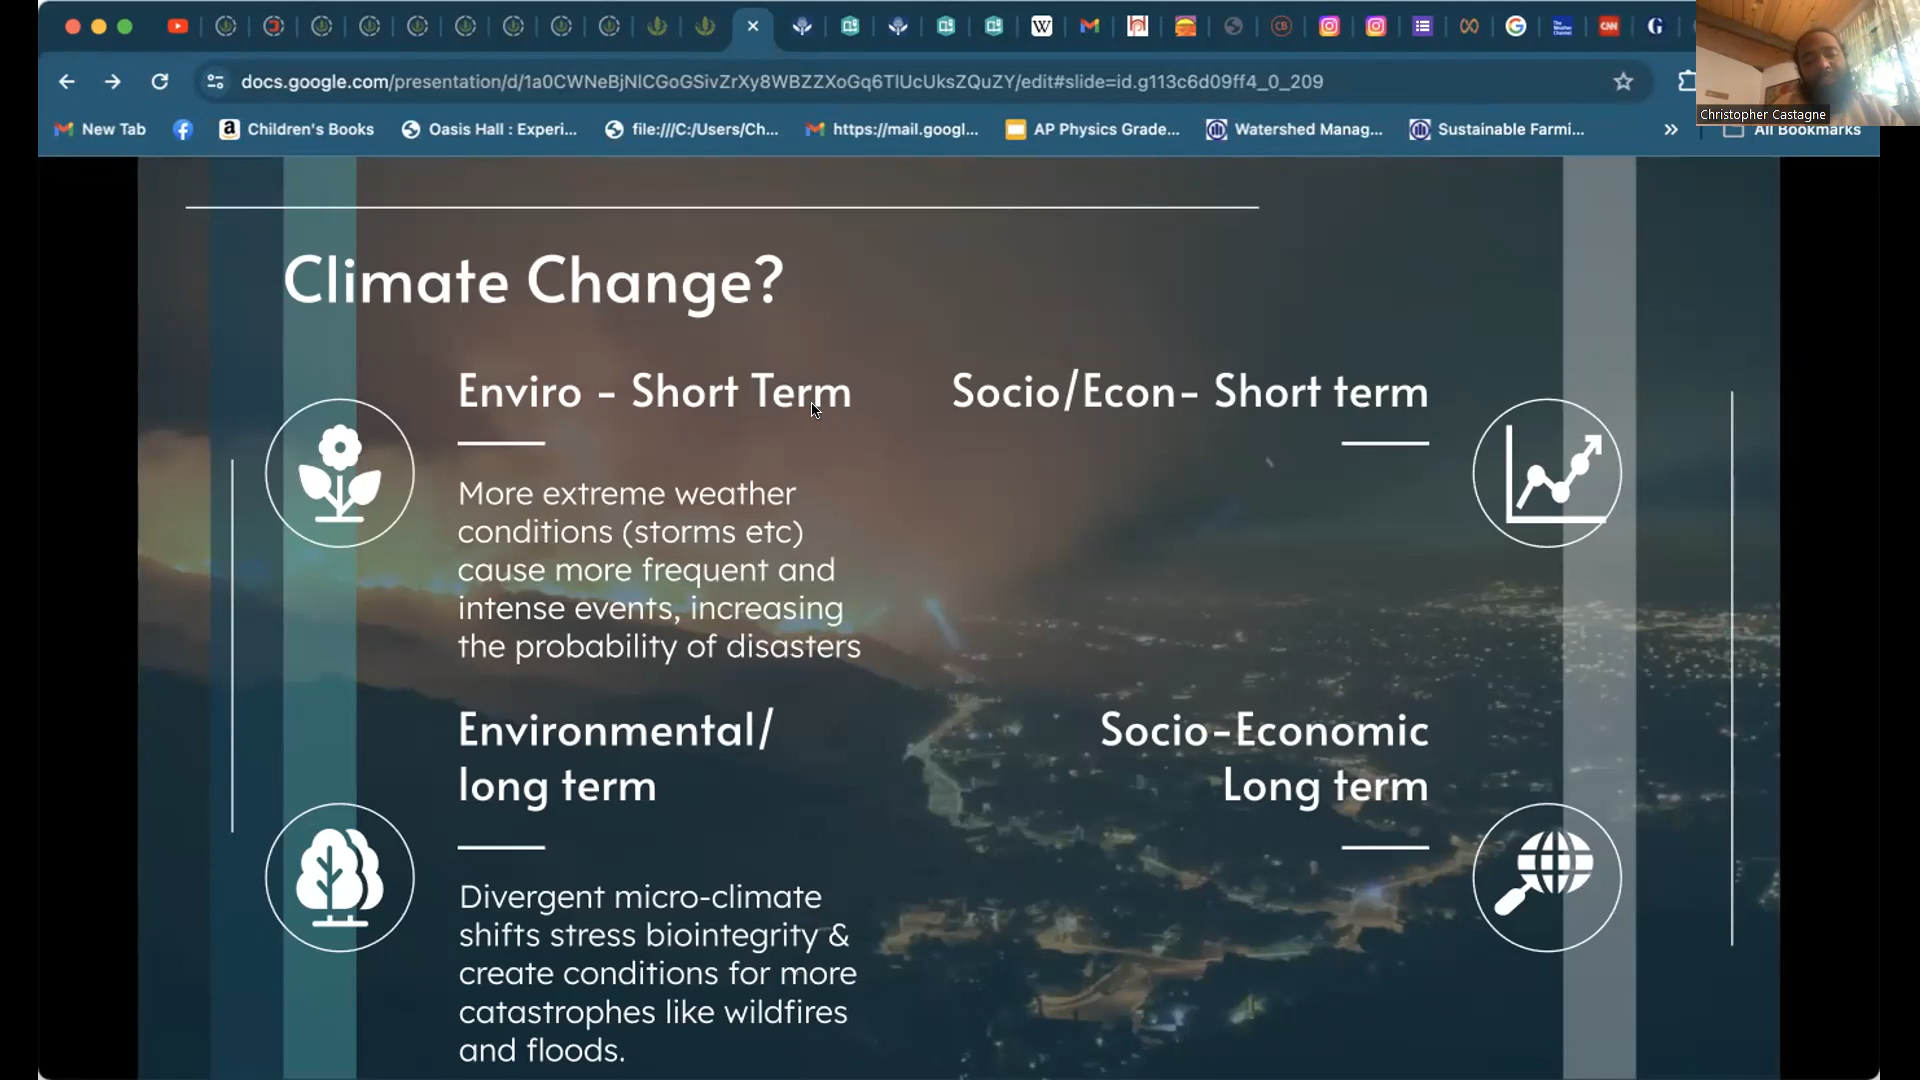 docs.google.com/presentation/d/1a0CWNeBjNlCGoGSivZrXy8WBZZXoGq6TlUcUksZQuZY/edit#slide=id.g113c6d09ff4_0_209
New Tab
Children's Books
Oasis Hall : Experi...
file:///C:/Users/Ch...
https://mail.googl...
AP Physics Grade...
Watershed Manag...
Sustainable Farmi...
»
All Bookmarks
Christopher Castagne
Climate Change?
Enviro - Short Term
More extreme weather
conditions (storms etc)
cause more frequent and
intense events, increasing
the probability of disasters
Socio/Econ- Short term
Environmental/
long term
Divergent micro-climate
shifts stress biointegrity &
create conditions for more
catastrophes like wildfires
and floods.
Socio-Economic
Long term